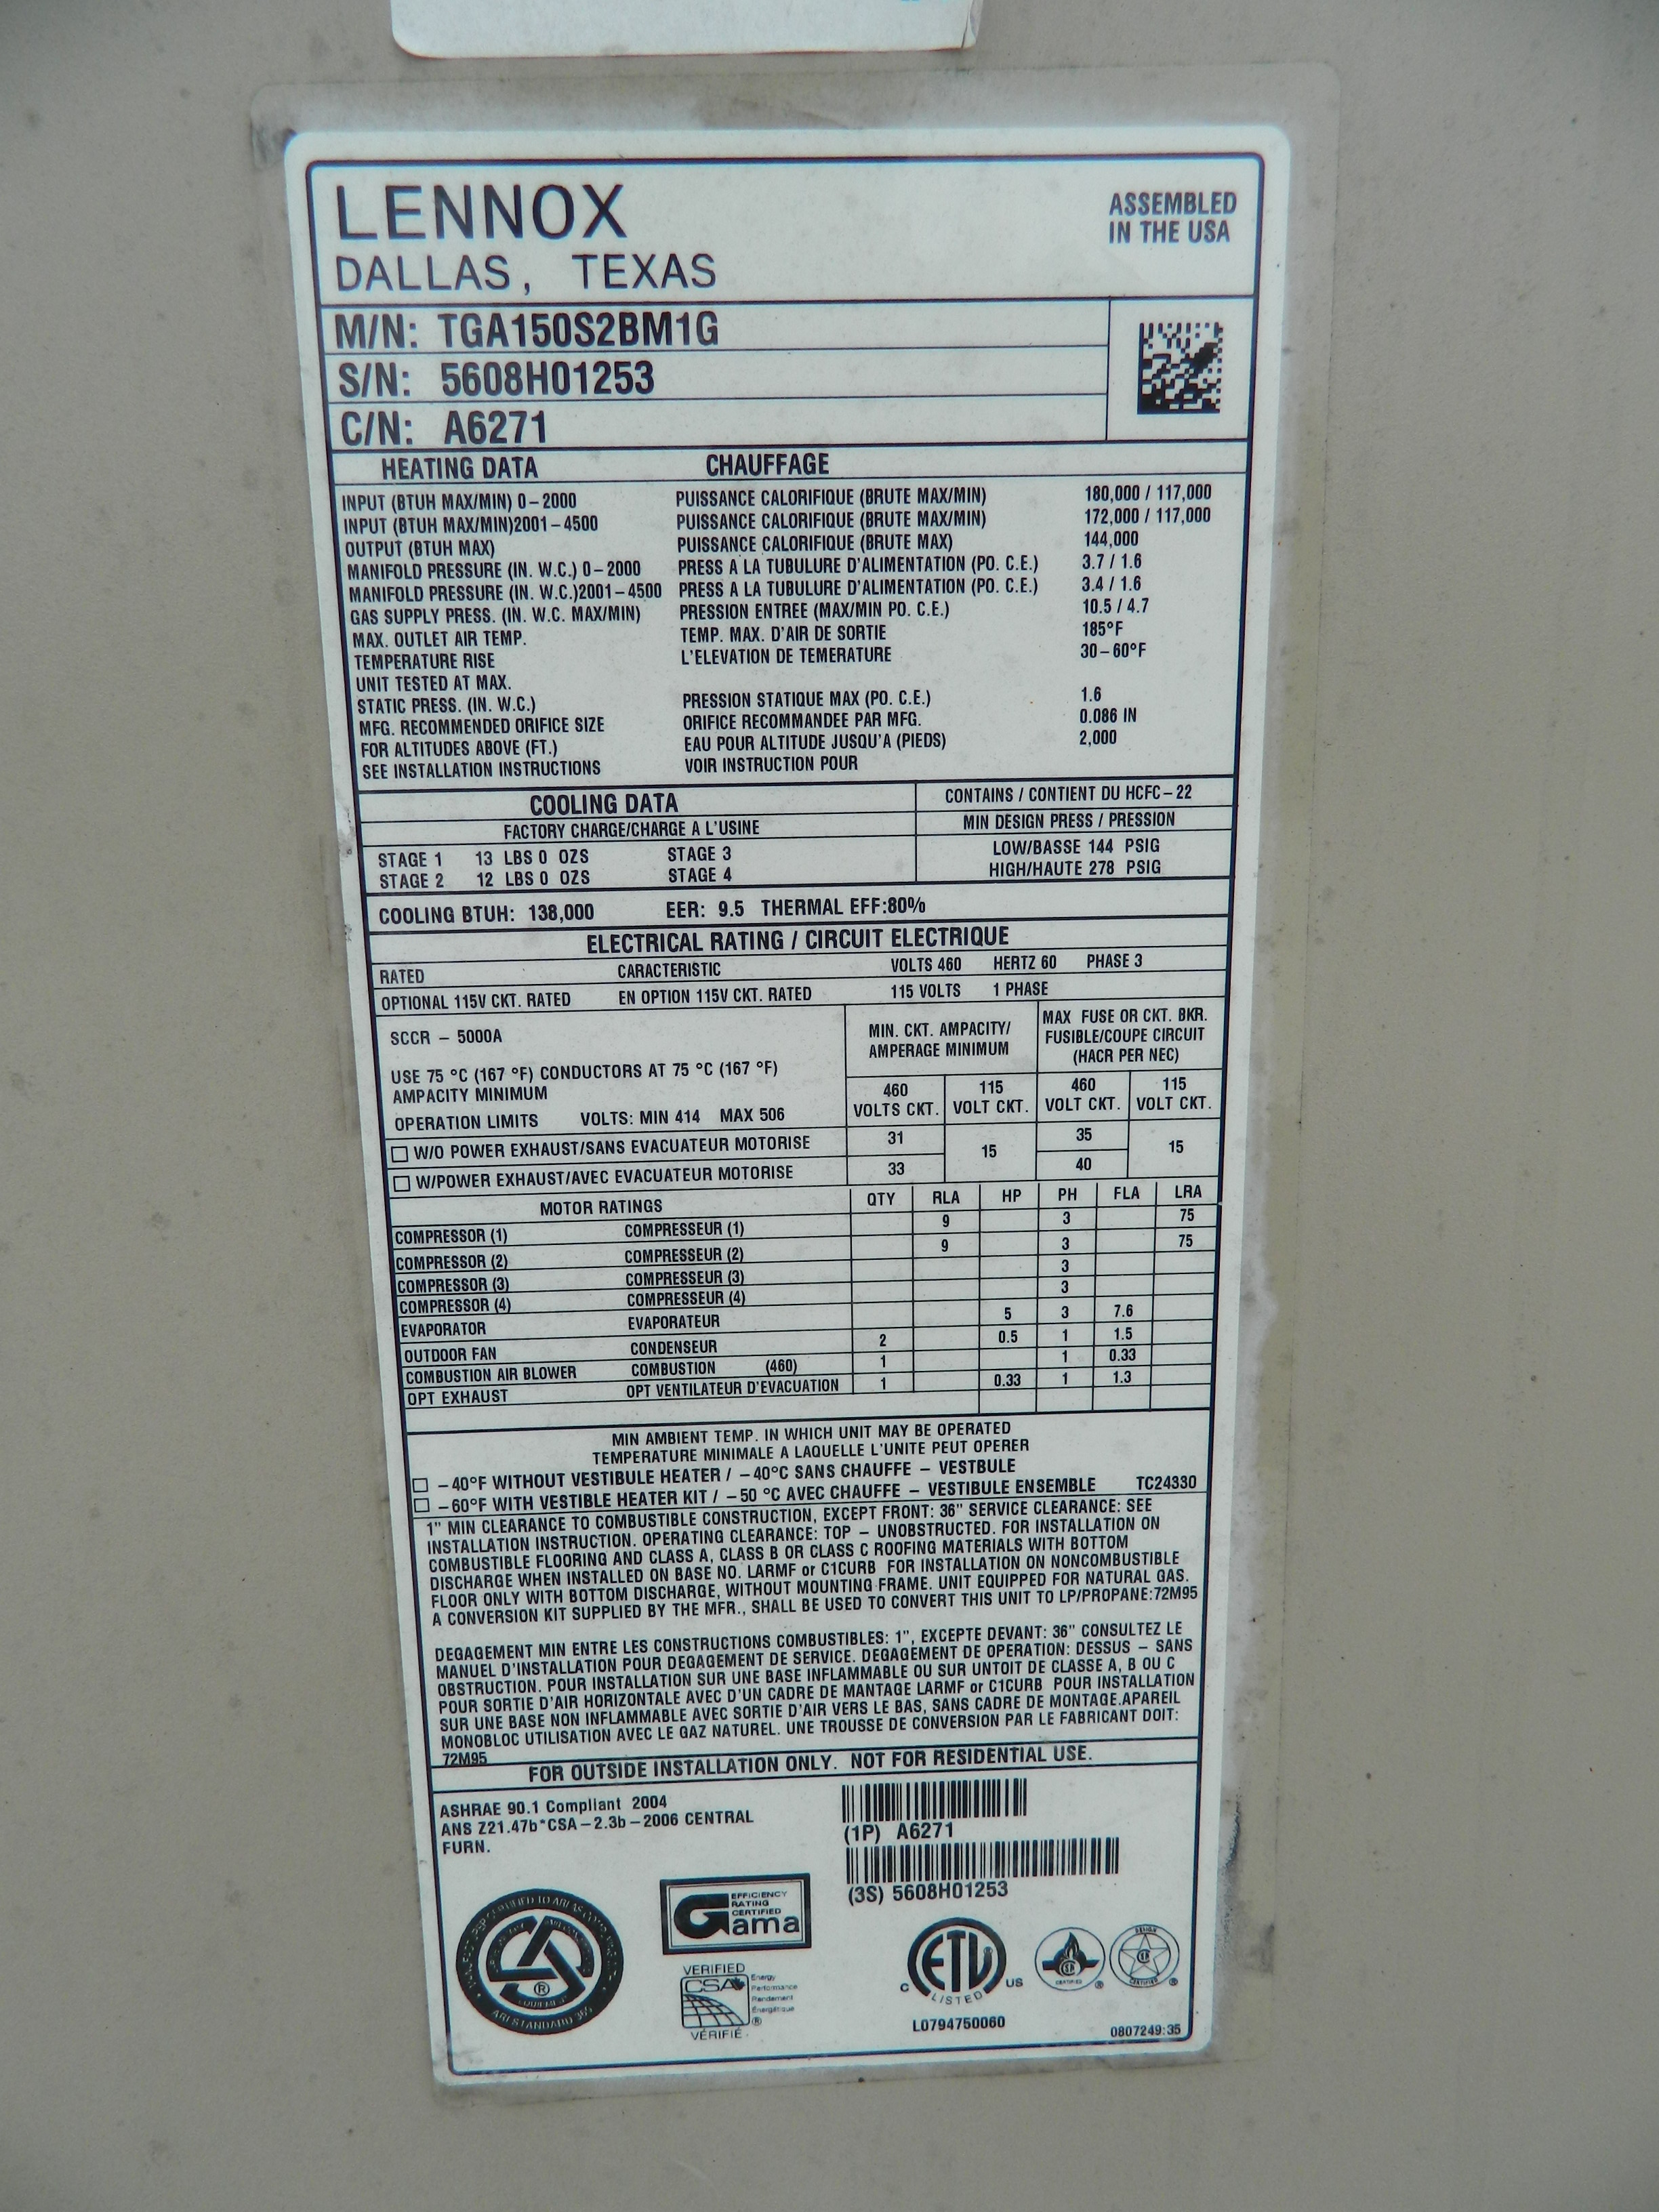 LENNOX
DALLAS, TEXAS
ASSEMBLED
IN THE USA
M/N: TGA150S2BM1G
S/N: 5608H01253
C/N: A6271
HEATING DATA CHAUFFAGE
INPUT (BTUH MAX/MIN) 0-2000 PUISSANCE CALORIFIQUE (BRUTE MAX/MIN) 180,000 / 117,000
INPUT (BTUH MAX/MIN)2001-4500 PUISSANCE CALORIFIQUE (BRUTE MAX/MIN) 172,000 / 117,000
OUTPUT (BTUH MAX) PUISSANCE CALORIFIQUE (BRUTE MAX) 144,000
MANIFOLD PRESSURE (IN. W.C.) 0-2000 PRESS A LA TUBULURE D'ALIMENTATION (PO. C.E.) 3.7 / 1.6
MANIFOLD PRESSURE (IN. W.C.)2001-4500 PRESS A LA TUBULURE D'ALIMENTATION (PO. C.E.) 3.4 / 1.6
GAS SUPPLY PRESS. (IN. W.C. MAX/MIN) PRESSION ENTREE (MAX/MIN PO. C.E.) 10.5 / 4.7
MAX. OUTLET AIR TEMP. TEMP. MAX. D'AIR DE SORTIE 185°F
TEMPERATURE RISE L'ELEVATION DE TEMERATURE 30-60°F
UNIT TESTED AT MAX.
STATIC PRESS. (IN. W.C.) PRESSION STATIQUE MAX (PO. C.E.) 1.6
MFG. RECOMMENDED ORIFICE SIZE ORIFICE RECOMMANDEE PAR MFG. 0.086 IN
FOR ALTITUDES ABOVE (FT.) EAU POUR ALTITUDE JUSQU'A (PIEDS) 2,000
SEE INSTALLATION INSTRUCTIONS VOIR INSTRUCTION POUR
COOLING DATA
FACTORY CHARGE/CHARGE A L'USINE
CONTAINS / CONTIENT DU HCFC-22
MIN DESIGN PRESS / PRESSION
STAGE 1 13 LBS 0 OZS STAGE 3
STAGE 2 12 LBS 0 OZS STAGE 4
LOW/BASSE 144 PSIG
HIGH/HAUTE 278 PSIG
COOLING BTUH: 138,000 EER: 9.5 THERMAL EFF:80%
ELECTRICAL RATING / CIRCUIT ELECTRIQUE
RATED CARACTERISTIC VOLTS 460 HERTZ 60 PHASE 3
OPTIONAL 115V CKT. RATED EN OPTION 115V CKT. RATED 115 VOLTS 1 PHASE
SCCR - 5000A
USE 75 °C (167 °F) CONDUCTORS AT 75 °C (167 °F)
AMPACITY MINIMUM
OPERATION LIMITS VOLTS: MIN 414 MAX 506
MIN. CKT. AMPACITY/
AMPERAGE MINIMUM
MAX FUSE OR CKT. BKR.
FUSIBLE/COUPE CIRCUIT
(HACR PER NEC)
460 115 460 115
VOLTS CKT. VOLT CKT. VOLT CKT. VOLT CKT.
☐ W/O POWER EXHAUST/SANS EVACUATEUR MOTORISE 31 15 35 15
☐ W/POWER EXHAUST/AVEC EVACUATEUR MOTORISE 33 40
MOTOR RATINGS QTY RLA HP PH FLA LRA
COMPRESSOR (1) COMPRESSEUR (1) 9 3 75
COMPRESSOR (2) COMPRESSEUR (2) 9 3 75
COMPRESSOR (3) COMPRESSEUR (3) 3
COMPRESSOR (4) COMPRESSEUR (4) 3
EVAPORATOR EVAPORATEUR 5 3 7.6
OUTDOOR FAN CONDENSEUR 2 0.5 1 1.5
COMBUSTION AIR BLOWER COMBUSTION (460) 1 1 0.33
OPT EXHAUST OPT VENTILATEUR D'EVACUATION 1 0.33 1 1.3
MIN AMBIENT TEMP. IN WHICH UNIT MAY BE OPERATED
TEMPERATURE MINIMALE A LAQUELLE L'UNITE PEUT OPERER
☐ -40°F WITHOUT VESTIBULE HEATER / -40°C SANS CHAUFFE - VESTBULE
☐ -60°F WITH VESTIBLE HEATER KIT / -50 °C AVEC CHAUFFE - VESTIBULE ENSEMBLE TC24330
1" MIN CLEARANCE TO COMBUSTIBLE CONSTRUCTION, EXCEPT FRONT: 36" SERVICE CLEARANCE: SEE
INSTALLATION INSTRUCTION. OPERATING CLEARANCE: TOP - UNOBSTRUCTED. FOR INSTALLATION ON
COMBUSTIBLE FLOORING AND CLASS A, CLASS B OR CLASS C ROOFING MATERIALS WITH BOTTOM
DISCHARGE WHEN INSTALLED ON BASE NO. LARMF or C1CURB FOR INSTALLATION ON NONCOMBUSTIBLE
FLOOR ONLY WITH BOTTOM DISCHARGE, WITHOUT MOUNTING FRAME. UNIT EQUIPPED FOR NATURAL GAS.
A CONVERSION KIT SUPPLIED BY THE MFR., SHALL BE USED TO CONVERT THIS UNIT TO LP/PROPANE:72M95
DEGAGEMENT MIN ENTRE LES CONSTRUCTIONS COMBUSTIBLES: 1", EXCEPTE DEVANT: 36" CONSULTEZ LE
MANUEL D'INSTALLATION POUR DEGAGEMENT DE SERVICE. DEGAGEMENT DE OPERATION: DESSUS - SANS
OBSTRUCTION. POUR INSTALLATION SUR UNE BASE INFLAMMABLE OU SUR UNTOIT DE CLASSE A, B OU C
POUR SORTIE D'AIR HORIZONTALE AVEC D'UN CADRE DE MANTAGE LARMF or C1CURB POUR INSTALLATION
SUR UNE BASE NON INFLAMMABLE AVEC SORTIE D'AIR VERS LE BAS, SANS CADRE DE MONTAGE.APAREIL
MONOBLOC UTILISATION AVEC LE GAZ NATUREL. UNE TROUSSE DE CONVERSION PAR LE FABRICANT DOIT:
72M95
FOR OUTSIDE INSTALLATION ONLY. NOT FOR RESIDENTIAL USE.
ASHRAE 90.1 Compliant 2004
ANS Z21.47b*CSA-2.3b-2006 CENTRAL
FURN.
(1P) A6271
(3S) 5608H01253
ARI STANDARD 365
EFFICIENCY
RATING
CERTIFIED
Gama
VERIFIED
CSA
Energy
Performance
Rendement
Énergétique
®
VÉRIFIÉ
C ETL US
LISTED
L0794750060
0807249:35